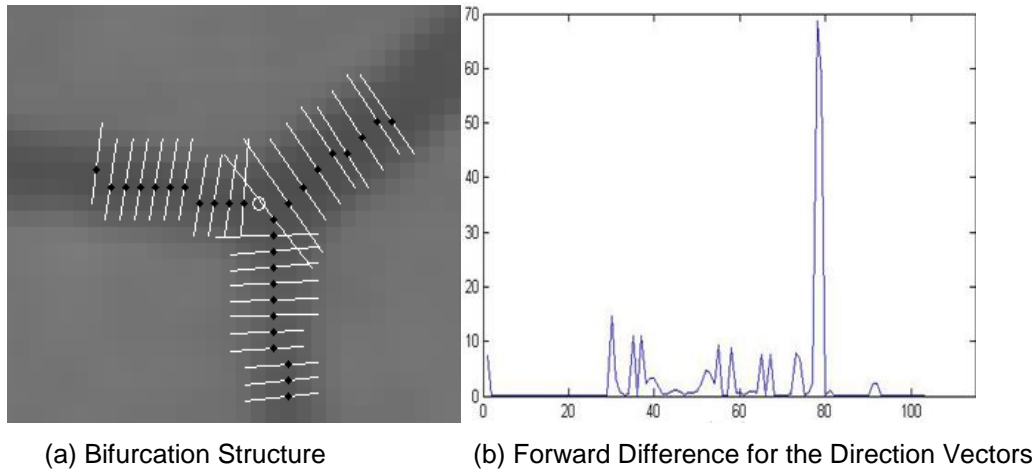 70
60
50
40
30
20
10
0
0 20 40 60 80 100
(a) Bifurcation Structure
(b) Forward Difference for the Direction Vectors